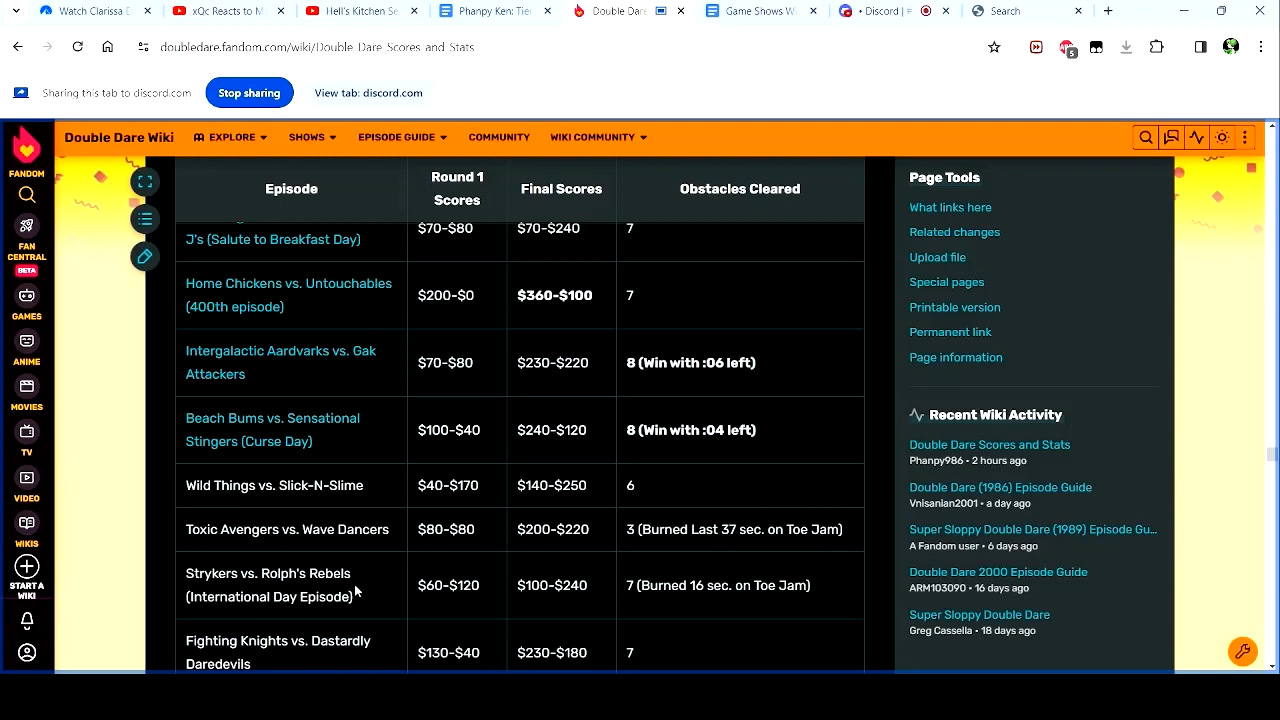 Watch Clarissa E
xQc Reacts to M
Hell's Kitchen Se
Phanpy Ken: Tie
Double Dare
Game Shows W
• Discord | #
Search
doubledare.fandom.com/wiki/Double_Dare_Scores_and_Stats
5
Sharing this tab to discord.com
Stop sharing
View tab: discord.com
FANDOM
FAN CENTRAL
BETA
GAMES
ANIME
MOVIES
TV
VIDEO
WIKIS
START A WIKI
Double Dare Wiki
EXPLORE
SHOWS
EPISODE GUIDE
COMMUNITY
WIKI COMMUNITY
Episode
Round 1 Scores
Final Scores
Obstacles Cleared
J's (Salute to Breakfast Day)
$70-$80
$70-$240
7
Home Chickens vs. Untouchables
(400th episode)
$200-$0
$360-$100
7
Intergalactic Aardvarks vs. Gak
Attackers
$70-$80
$230-$220
8 (Win with :06 left)
Beach Bums vs. Sensational
Stingers (Curse Day)
$100-$40
$240-$120
8 (Win with :04 left)
Wild Things vs. Slick-N-Slime
$40-$170
$140-$250
6
Toxic Avengers vs. Wave Dancers
$80-$80
$200-$220
3 (Burned Last 37 sec. on Toe Jam)
Strykers vs. Rolph's Rebels
(International Day Episode)
$60-$120
$100-$240
7 (Burned 16 sec. on Toe Jam)
Fighting Knights vs. Dastardly
Daredevils
$130-$40
$230-$180
7
Page Tools
What links here
Related changes
Upload file
Special pages
Printable version
Permanent link
Page information
Recent Wiki Activity
Double Dare Scores and Stats
Phanpy986 • 2 hours ago
Double Dare (1986) Episode Guide
Vnisanian2001 • a day ago
Super Sloppy Double Dare (1989) Episode Gu...
A Fandom user • 6 days ago
Double Dare 2000 Episode Guide
ARM103090 • 16 days ago
Super Sloppy Double Dare
Greg Cassella • 18 days ago